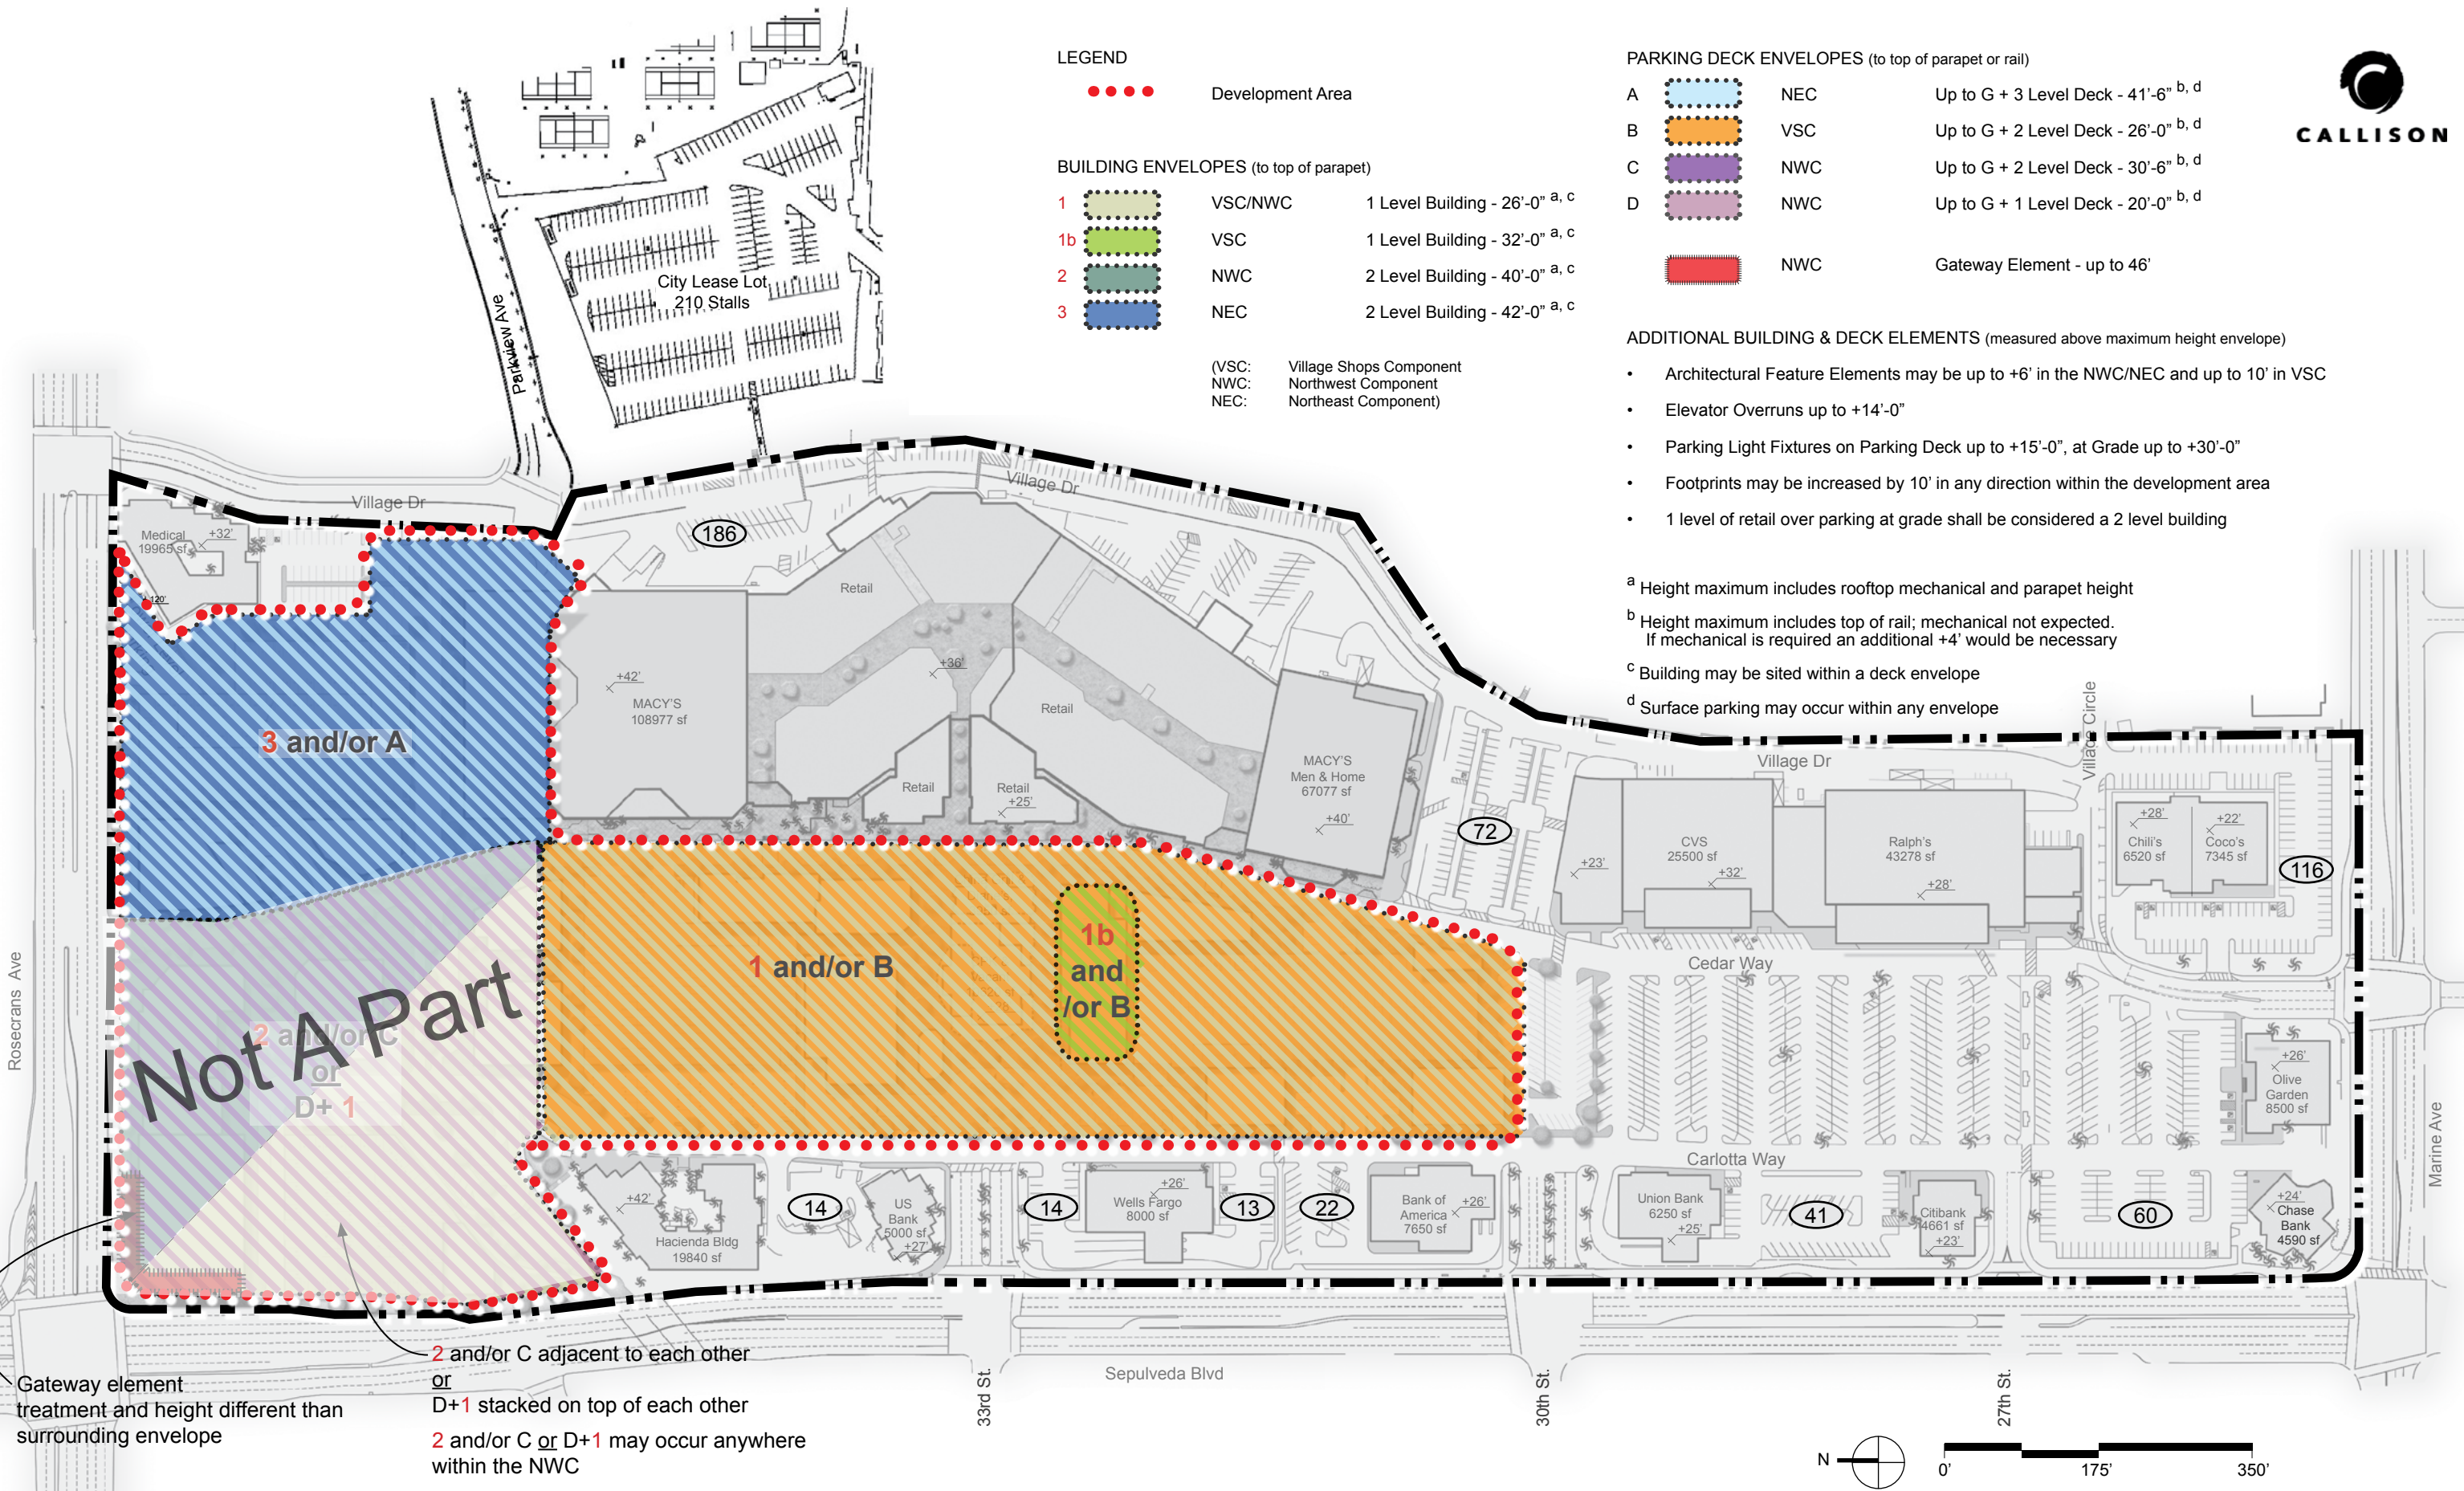 LEGEND
Development Area
BUILDING ENVELOPES (to top of parapet)
1 VSC/NWC 1 Level Building - 26'-0" a, c
1b VSC 1 Level Building - 32'-0" a, c
2 NWC 2 Level Building - 40'-0" a, c
3 NEC 2 Level Building - 42'-0" a, c
(VSC: Village Shops Component
NWC: Northwest Component
NEC: Northeast Component)
PARKING DECK ENVELOPES (to top of parapet or rail)
A NEC Up to G + 3 Level Deck - 41'-6" b, d
B VSC Up to G + 2 Level Deck - 26'-0" b, d
C NWC Up to G + 2 Level Deck - 30'-6" b, d
D NWC Up to G + 1 Level Deck - 20'-0" b, d
NWC Gateway Element - up to 46'
CALLISON
ADDITIONAL BUILDING & DECK ELEMENTS (measured above maximum height envelope)
• Architectural Feature Elements may be up to +6' in the NWC/NEC and up to 10' in VSC
• Elevator Overruns up to +14'-0"
• Parking Light Fixtures on Parking Deck up to +15'-0", at Grade up to +30'-0"
• Footprints may be increased by 10' in any direction within the development area
• 1 level of retail over parking at grade shall be considered a 2 level building
a Height maximum includes rooftop mechanical and parapet height
b Height maximum includes top of rail; mechanical not expected.
If mechanical is required an additional +4' would be necessary
c Building may be sited within a deck envelope
d Surface parking may occur within any envelope
City Lease Lot
210 Stalls
Parkview Ave
Village Dr
Village Dr
Village Dr
Village Circle
Medical
19965 sf
+32'
120'
186
Retail
+42'
MACY'S
108977 sf
+36'
Retail
Retail
Retail
+25'
MACY'S
Men & Home
67077 sf
+40'
72
+23'
CVS
25500 sf
+32'
Ralph's
43278 sf
+28'
+28'
Chili's
6520 sf
+22'
Coco's
7345 sf
116
3 and/or A
1 and/or B
1b
and
/or B
Not A Part
2 and/or C
or
D+ 1
Cedar Way
Carlotta Way
Rosecrans Ave
Marine Ave
+26'
Olive
Garden
8500 sf
+42'
Hacienda Bldg
19840 sf
14
US
Bank
5000 sf
+27'
14
+26'
Wells Fargo
8000 sf
13
22
Bank of
America
7650 sf
+26'
Union Bank
6250 sf
+25'
41
Citibank
4661 sf
+23'
60
+24'
Chase
Bank
4590 sf
Gateway element
treatment and height different than
surrounding envelope
2 and/or C adjacent to each other
or
D+1 stacked on top of each other
2 and/or C or D+1 may occur anywhere
within the NWC
33rd St.
Sepulveda Blvd
30th St.
27th St.
N
0' 175' 350'